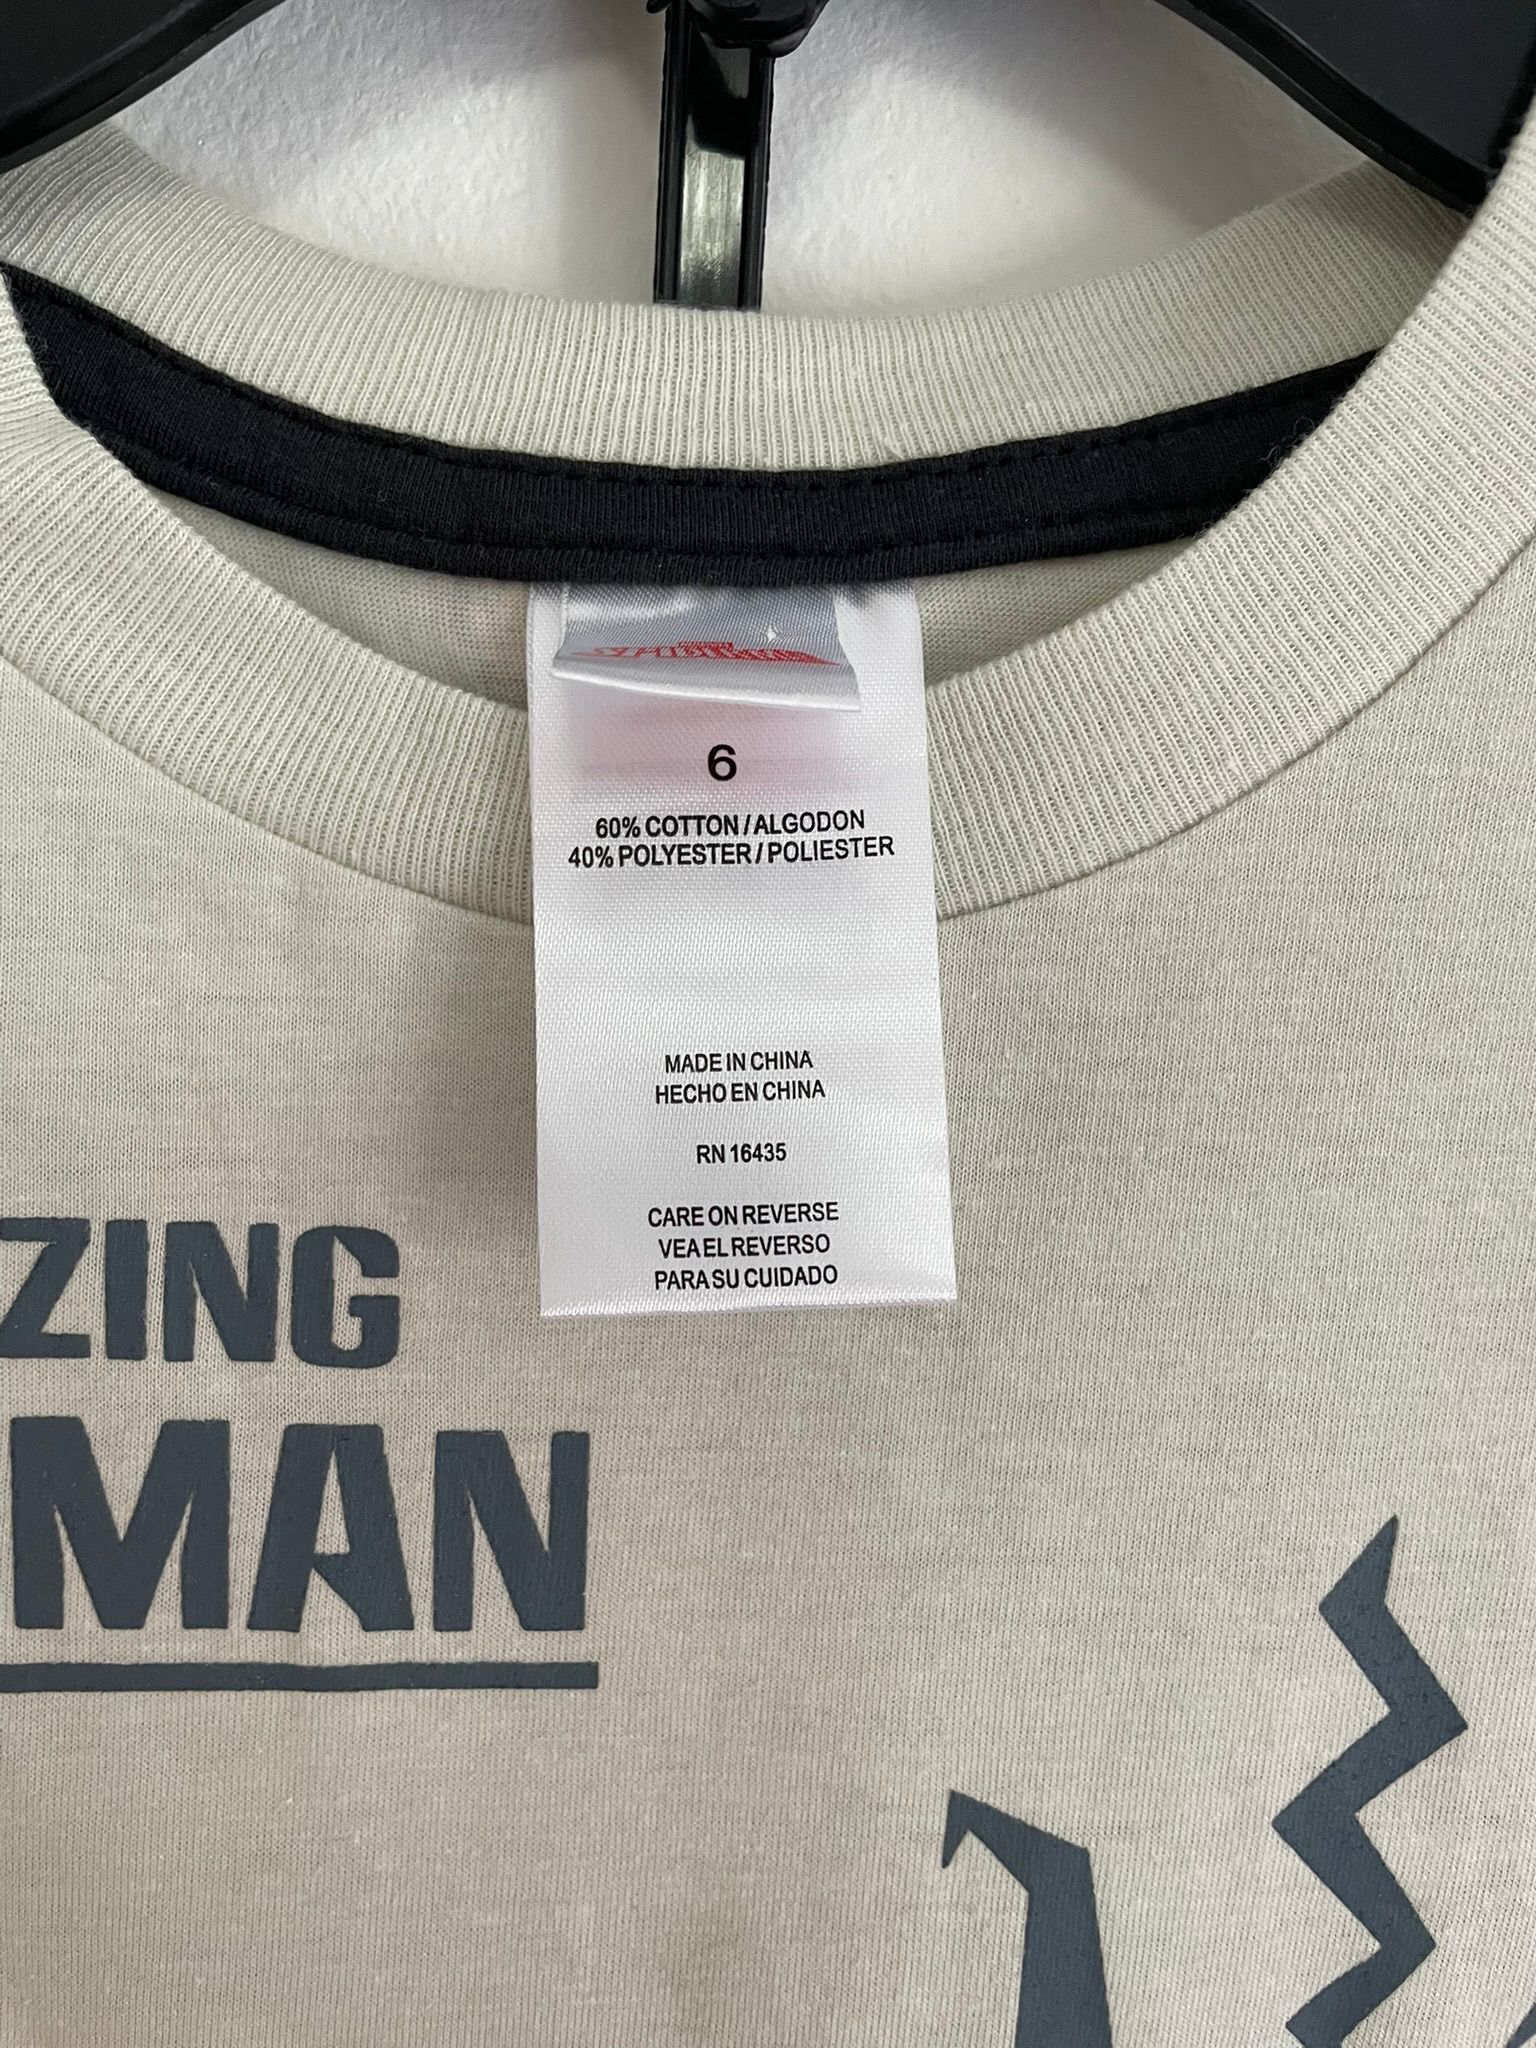 6
60% COTTON / ALGODON
40% POLYESTER / POLIESTER
MADE IN CHINA
HECHO EN CHINA
RN 16435
CARE ON REVERSE
VEA EL REVERSO
PARA SU CUIDADO
ZING
MAN